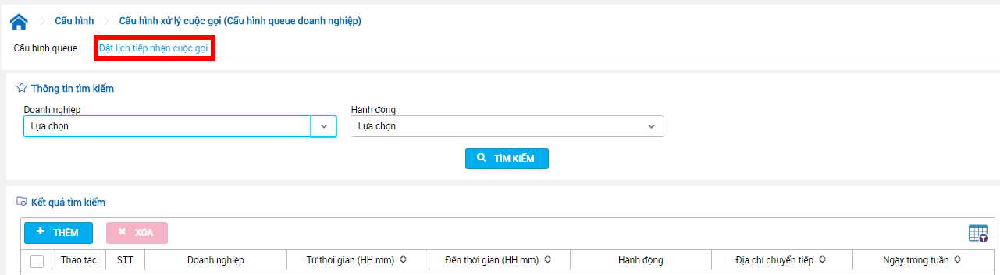 Cấu hình Cấu hình xử lý cuộc gọi (Cấu hình queue doanh nghiệp)
Cấu hình queue Đặt lịch tiếp nhận cuộc gọi
Thông tin tìm kiếm
Doanh nghiệp Hành động
Lựa chọn Lựa chọn
TÌM KIẾM
Kết quả tìm kiếm
THÊM XÓA
Thao tác STT Doanh nghiệp Từ thời gian (HH:mm) Đến thời gian (HH:mm) Hành động Địa chỉ chuyển tiếp Ngày trong tuần